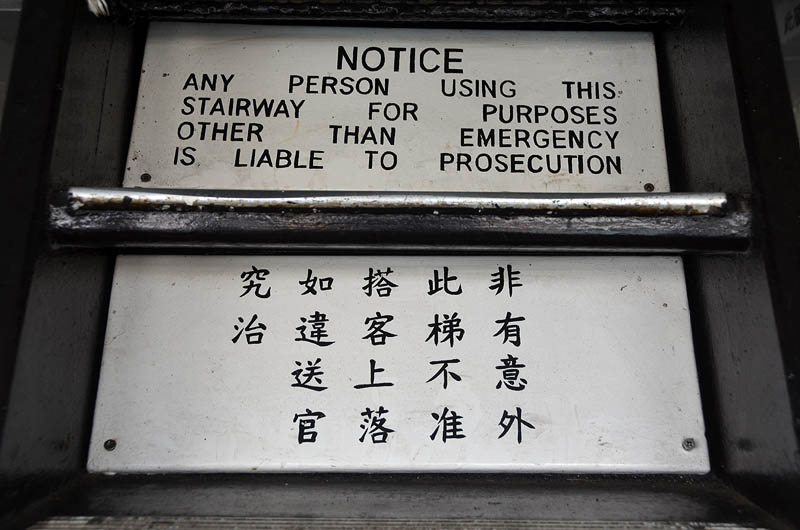 NOTICE
ANY PERSON USING THIS
STAIRWAY FOR PURPOSES
OTHER THAN EMERGENCY
IS LIABLE TO PROSECUTION
非有意外
此梯不准
搭客上落
如違送官
究治